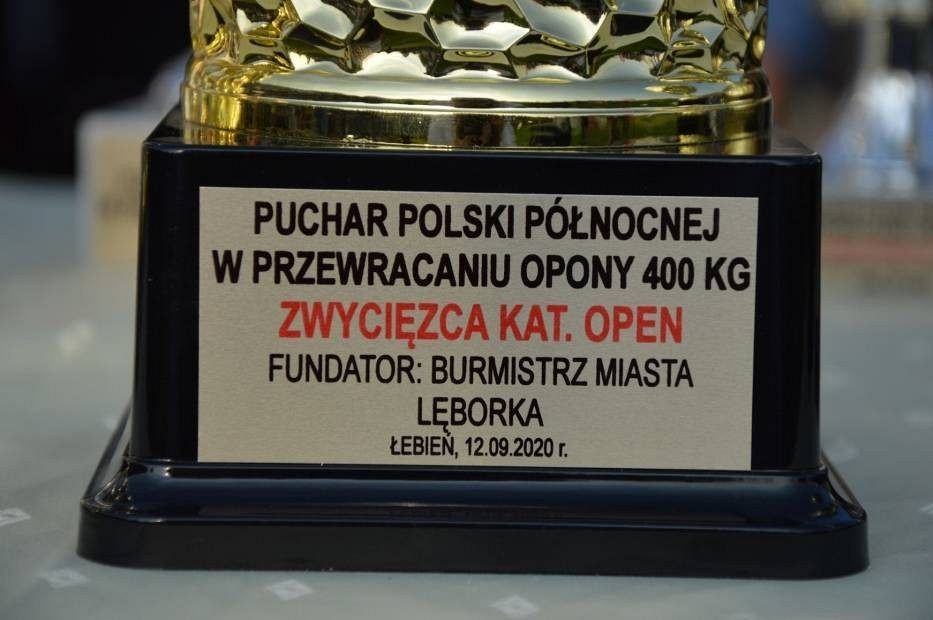 PUCHAR POLSKI PÓŁNOCNEJ
W PRZEWRACANIU OPONY 400 KG
ZWYCIĘZCA KAT. OPEN
FUNDATOR: BURMISTRZ MIASTA
LĘBORKA
ŁEBIEŃ, 12.09.2020 r.